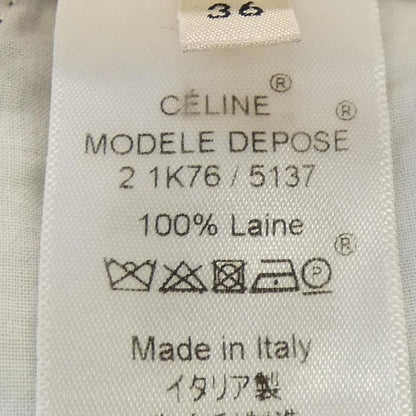 36
CÉLINE®
MODELE DEPOSE®
2 1K76 / 5137
100% Laine
P ®
Made in Italy
イタリア製